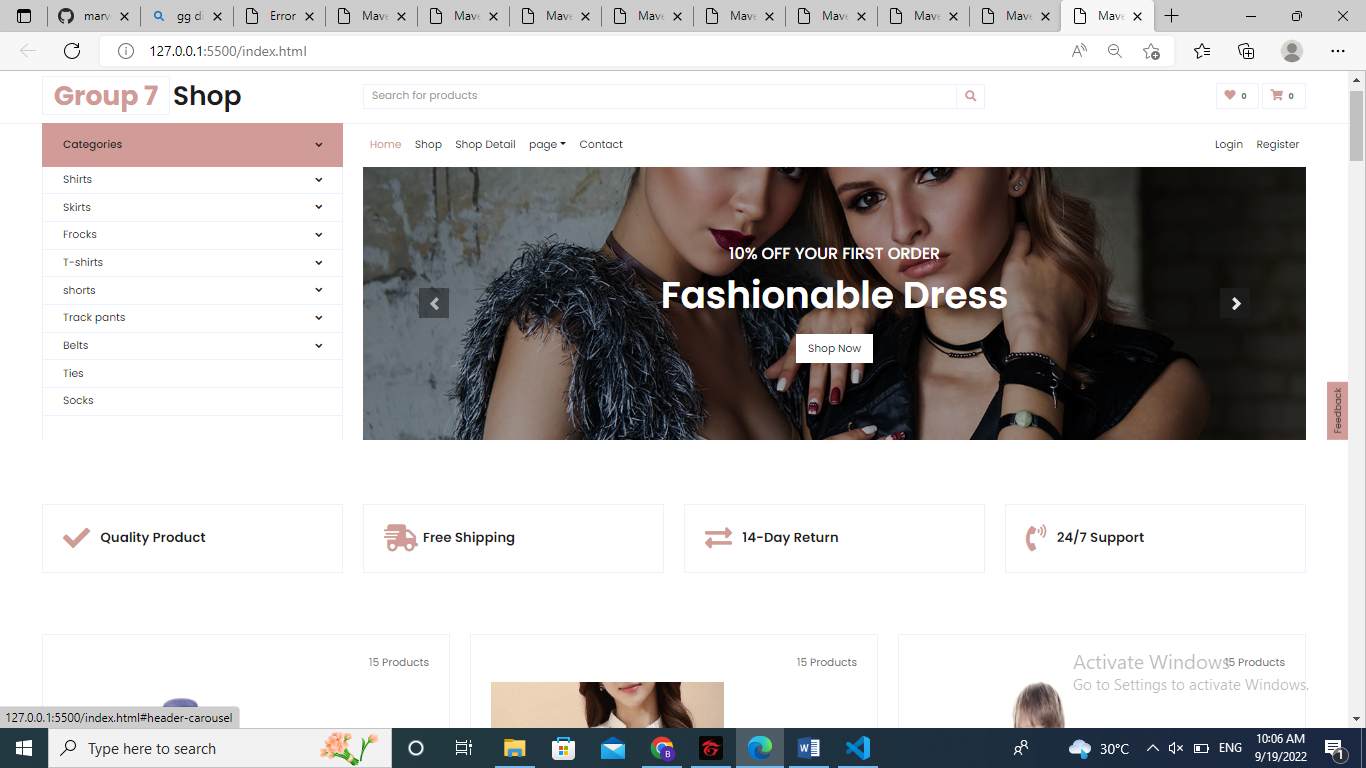 marv
gg di
Error
Mave
Mave
Mave
Mave
Mave
Mave
Mave
Mave
Mave
127.0.0.1:5500/index.html
Group 7 Shop
Search for products
0
0
Categories
Home
Shop
Shop Detail
page
Contact
Login
Register
Shirts
Skirts
Frocks
T-shirts
shorts
Track pants
Belts
Ties
Socks
10% OFF YOUR FIRST ORDER
Fashionable Dress
Shop Now
Feedback
Quality Product
Free Shipping
14-Day Return
24/7 Support
15 Products
15 Products
15 Products
Activate Windows
Go to Settings to activate Windows.
127.0.0.1:5500/index.html#header-carousel
Type here to search
30°C
ENG
10:06 AM
9/19/2022
1